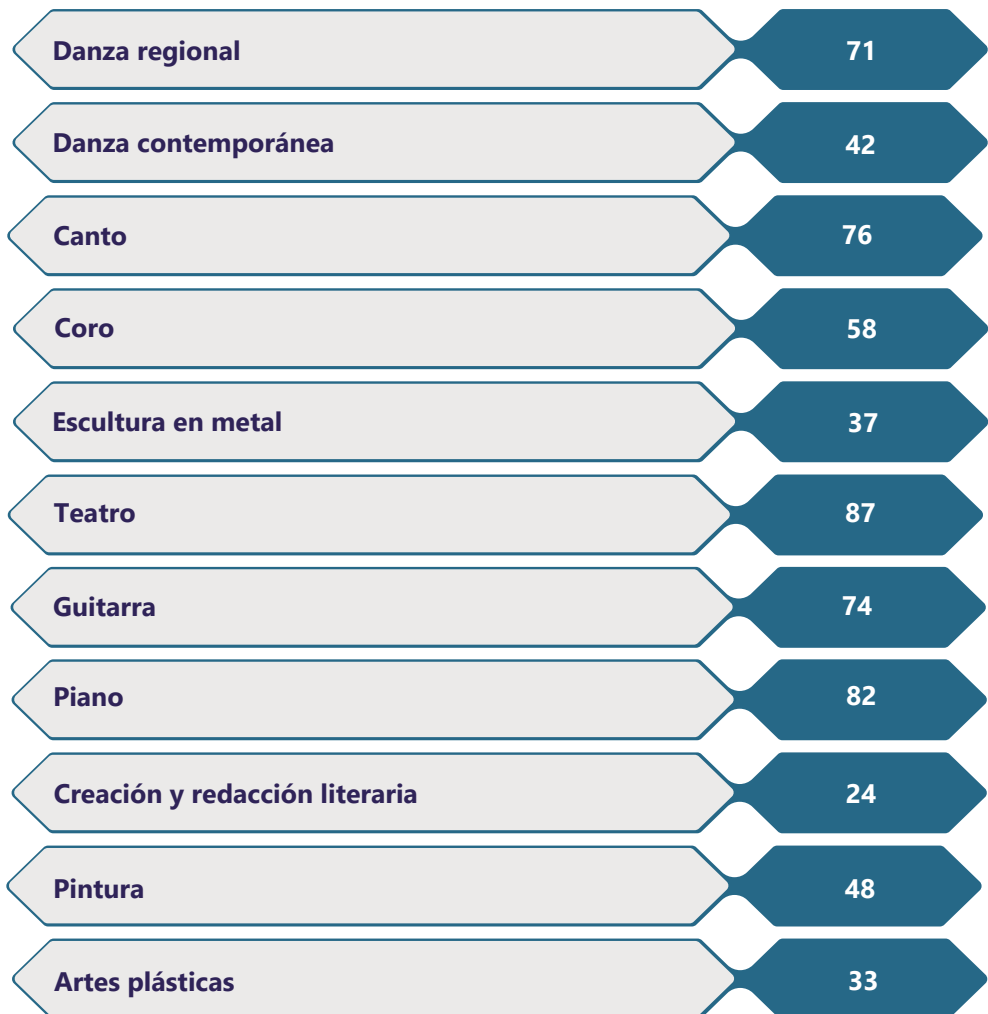 Danza regional 71
Danza contemporánea 42
Canto 76
Coro 58
Escultura en metal 37
Teatro 87
Guitarra 74
Piano 82
Creación y redacción literaria 24
Pintura 48
Artes plásticas 33